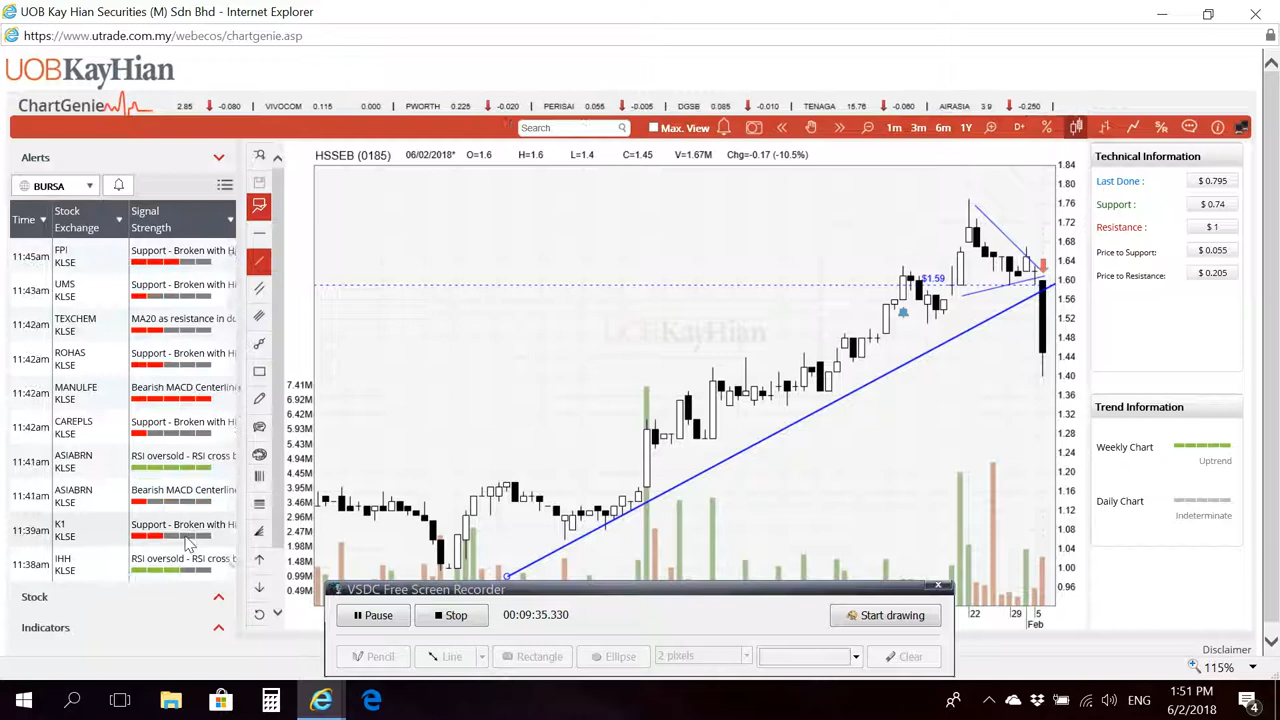 UOB Kay Hian Securities (M) Sdn Bhd - Internet Explorer
https://www.utrade.com.my/webecos/chartgenie.asp
UOBKayHian
ChartGenie 2.85 -0.080 VIVOCOM 0.115 0.000 PWORTH 0.225 -0.020 PERISAI 0.055 -0.005 DGSB 0.085 -0.010 TENAGA 15.76 -0.060 AIRASIA 3.9 -0.250
Search Max. View 1m 3m 6m 1Y D+ %
Alerts
BURSA
Time Stock Exchange Signal Strength
11:45am FPI KLSE Support - Broken with Hi
11:43am UMS KLSE Support - Broken with Hi
11:42am TEXCHEM KLSE MA20 as resistance in do
11:42am ROHAS KLSE Support - Broken with Hi
11:42am MANULFE KLSE Bearish MACD Centerlin
11:42am CAREPLS KLSE Support - Broken with Hi
11:41am ASIABRN KLSE RSI oversold - RSI cross b
11:41am ASIABRN KLSE Bearish MACD Centerlin
11:39am K1 KLSE Support - Broken with Hi
11:38am IHH KLSE RSI oversold - RSI cross b
Stock
Indicators
HSSEB (0185) 06/02/2018* O=1.6 H=1.6 L=1.4 C=1.45 V=1.67M Chg=-0.17 (-10.5%)
$1.59
UOBKayHian
7.41M
6.92M
6.43M
5.93M
5.43M
4.94M
4.45M
3.95M
3.46M
2.96M
2.47M
1.98M
1.48M
0.99M
0.49M
1.84
1.80
1.76
1.72
1.68
1.64
1.60
1.56
1.52
1.48
1.44
1.40
1.36
1.32
1.28
1.24
1.20
1.16
1.12
1.08
1.04
1.00
0.96
22 29 5
Feb
Technical Information
Last Done : $ 0.795
Support : $ 0.74
Resistance : $ 1
Price to Support: $ 0.055
Price to Resistance: $ 0.205
Trend Information
Weekly Chart
Uptrend
Daily Chart
Indeterminate
VSDC Free Screen Recorder
Pause Stop 00:09:35.330 Start drawing
Pencil Line Rectangle Ellipse 2 pixels Clear
Disclaimer
115%
ENG 1:51 PM
6/2/2018
4